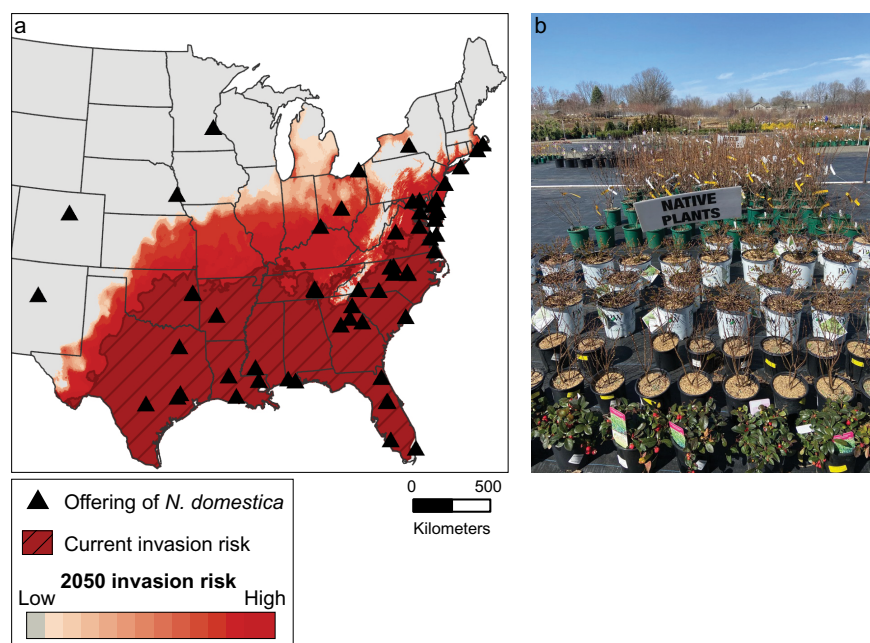 a
b
NATIVE
PLANTS
Offering of N. domestica
Current invasion risk
2050 invasion risk
Low High
0 500
Kilometers